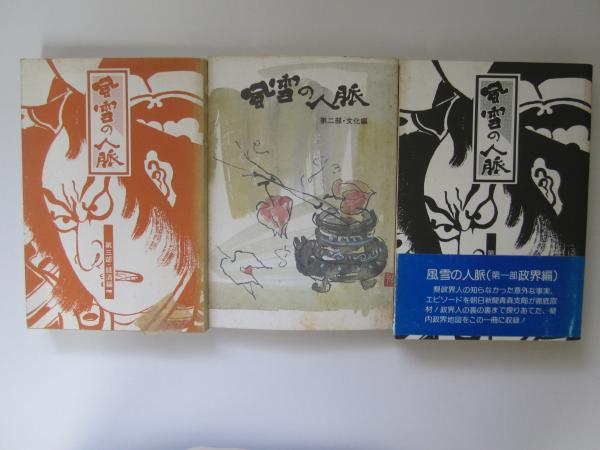 風雪の人脈
第三部・経済編
風雪の人脈
第二部・文化編
風雪の人脈
第
風雪の人脈(第一部政界編)
県政界人の知らなかった意外な事実、
エピソードを朝日新聞青森支局が徹底取
材!政界人の裏の裏まで探りあてた、県
内政界地図をこの一冊に収録!